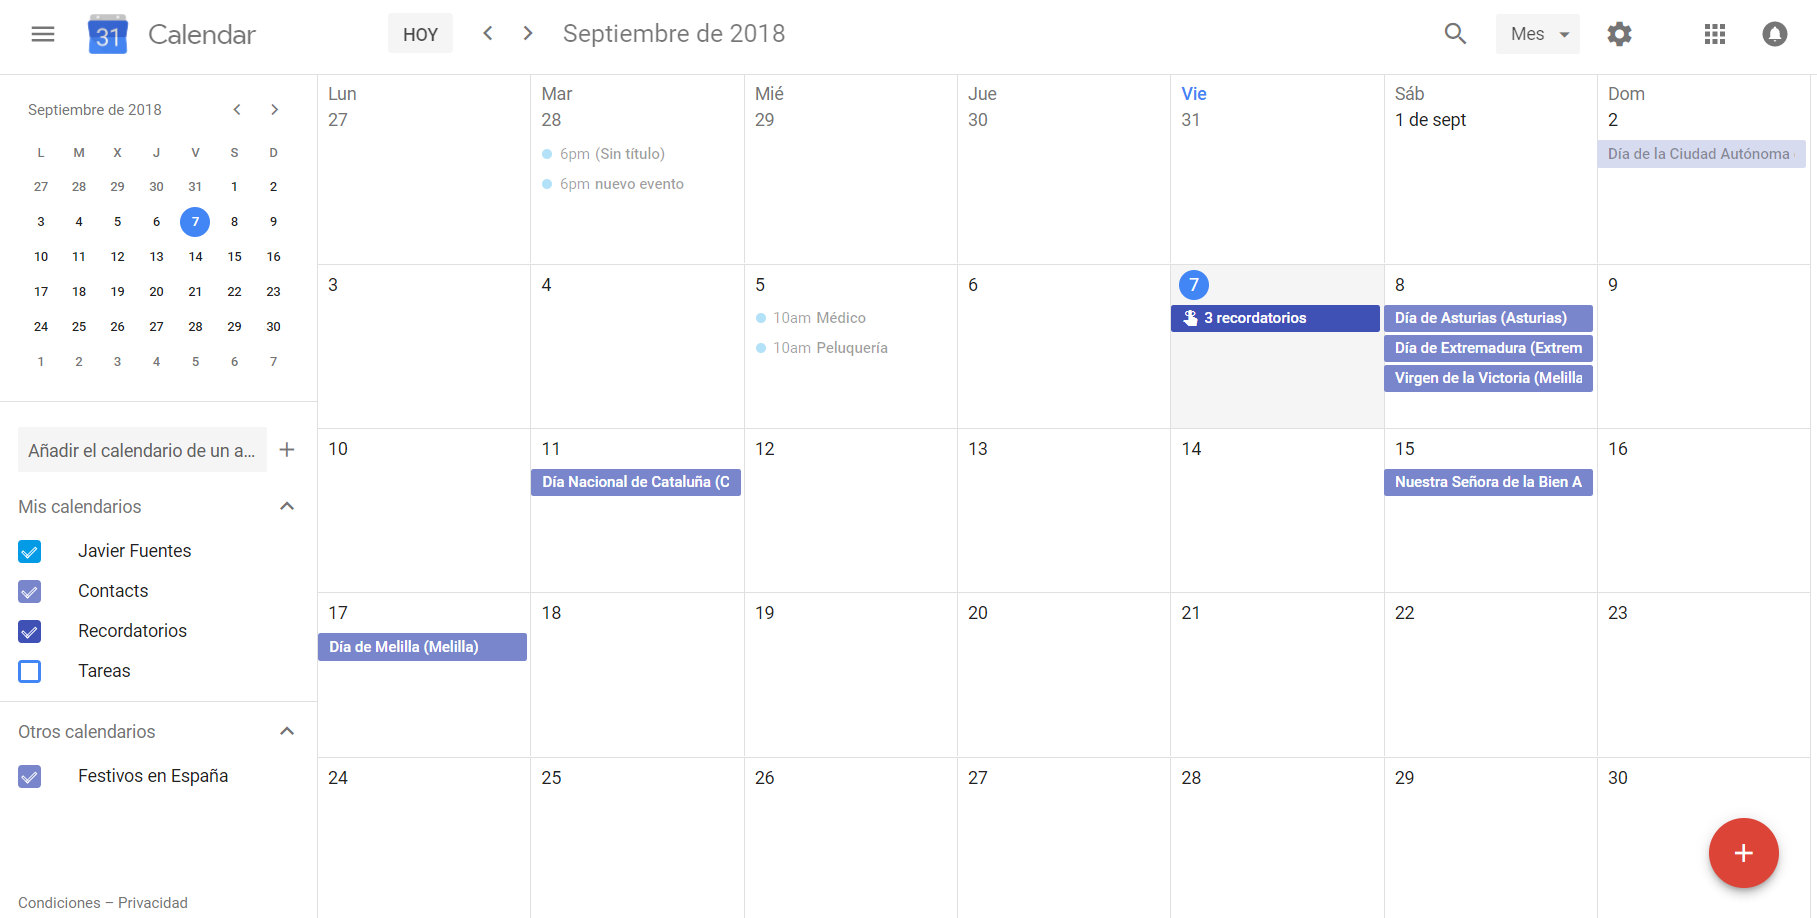 31 Calendar
HOY
Septiembre de 2018
Mes
Septiembre de 2018
L M X J V S D
27 28 29 30 31 1 2
3 4 5 6 7 8 9
10 11 12 13 14 15 16
17 18 19 20 21 22 23
24 25 26 27 28 29 30
1 2 3 4 5 6 7
Añadir el calendario de un a...
Mis calendarios
Javier Fuentes
Contacts
Recordatorios
Tareas
Otros calendarios
Festivos en España
Condiciones – Privacidad
Lun Mar Mié Jue Vie Sáb Dom
27 28 29 30 31 1 de sept 2
6pm (Sin título)
6pm nuevo evento
Día de la Ciudad Autónoma
3 4 5 6 7 8 9
10am Médico
10am Peluquería
3 recordatorios
Día de Asturias (Asturias)
Día de Extremadura (Extrem
Virgen de la Victoria (Melilla
10 11 12 13 14 15 16
Día Nacional de Cataluña (C
Nuestra Señora de la Bien A
17 18 19 20 21 22 23
Día de Melilla (Melilla)
24 25 26 27 28 29 30